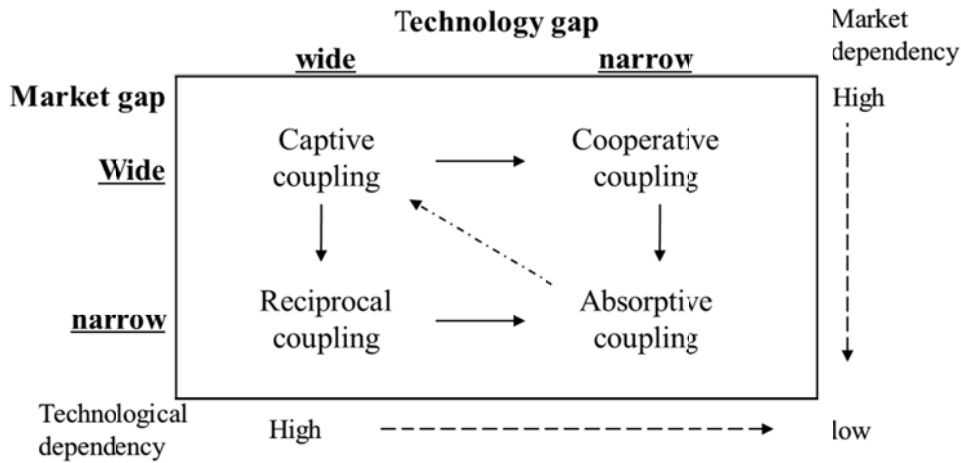 Technology gap
wide
narrow
Market
dependency
Market gap
High
Wide
Captive
coupling
Cooperative
coupling
narrow
Reciprocal
coupling
Absorptive
coupling
Technological
dependency
High
low